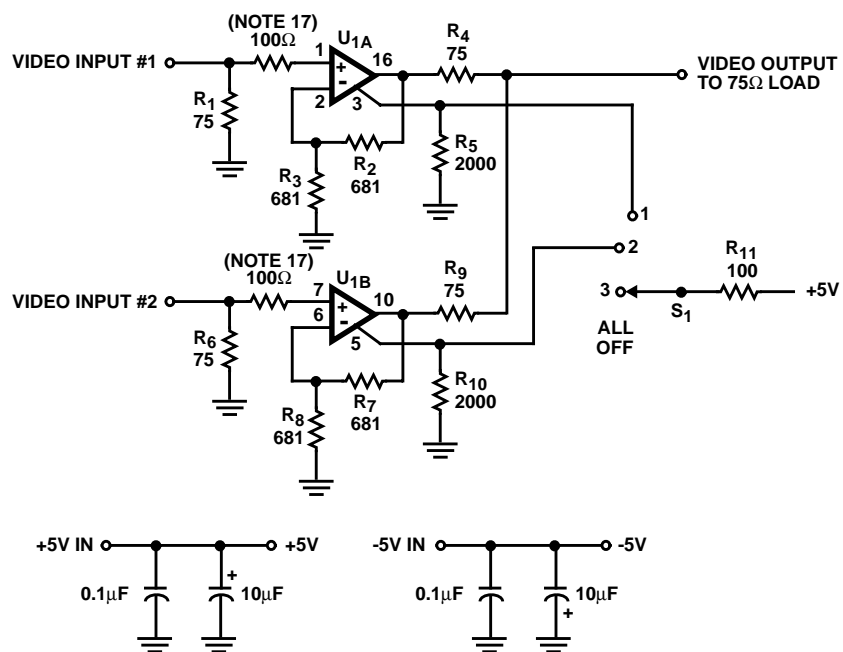 (NOTE 17)
100Ω
U1A
R4
75
VIDEO INPUT #1
1
+
16
VIDEO OUTPUT
TO 75Ω LOAD
-
2
3
R1
75
R5
2000
R2
681
R3
681
1
2
(NOTE 17)
100Ω
U1B
R9
75
R11
100
+5V
VIDEO INPUT #2
7
+
10
3
S1
ALL
OFF
-
6
5
R6
75
R10
2000
R7
681
R8
681
+5V IN
+5V
-5V IN
-5V
0.1µF
+
10µF
0.1µF
10µF
+